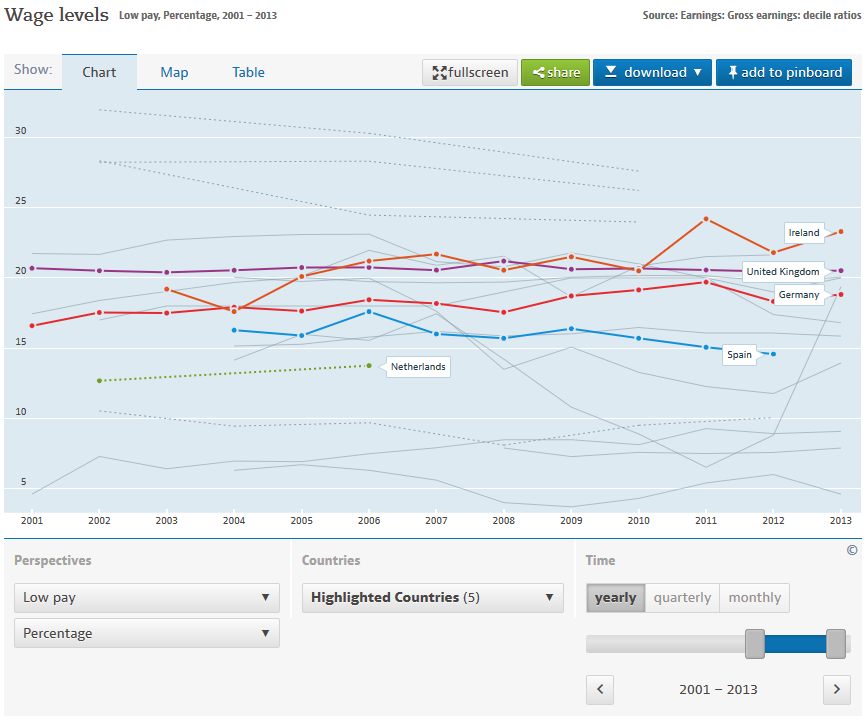 Wage levels Low pay, Percentage, 2001 – 2013 Source: Earnings: Gross earnings: decile ratios
Show: Chart Map Table fullscreen share download ▼ add to pinboard
30
25
Ireland
20
United Kingdom
Germany
15
Spain
Netherlands
10
5
2001 2002 2003 2004 2005 2006 2007 2008 2009 2010 2011 2012 2013
©
Perspectives Countries Time
Low pay ▼ Highlighted Countries (5) ▼ yearly quarterly monthly
Percentage ▼
< 2001 – 2013 >